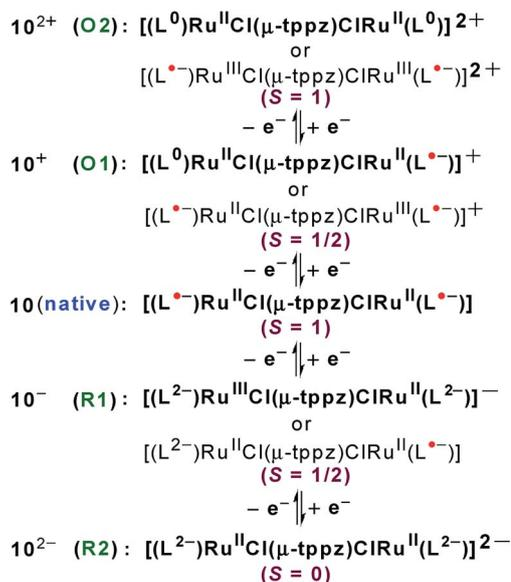 10²⁺ (O2): [(L⁰)RuᴵᴵCl(μ-tppz)ClRuᴵᴵ(L⁰)]²⁺
or
[(L•⁻)RuᴵᴵᴵCl(μ-tppz)ClRuᴵᴵᴵ(L•⁻)]²⁺
(S = 1)
− e⁻ + e⁻
10⁺ (O1): [(L⁰)RuᴵᴵCl(μ-tppz)ClRuᴵᴵ(L•⁻)]⁺
or
[(L•⁻)RuᴵᴵCl(μ-tppz)ClRuᴵᴵᴵ(L•⁻)]⁺
(S = 1/2)
− e⁻ + e⁻
10(native): [(L•⁻)RuᴵᴵCl(μ-tppz)ClRuᴵᴵ(L•⁻)]
(S = 1)
− e⁻ + e⁻
10⁻ (R1): [(L²⁻)RuᴵᴵᴵCl(μ-tppz)ClRuᴵᴵ(L²⁻)]⁻
or
[(L²⁻)RuᴵᴵCl(μ-tppz)ClRuᴵᴵ(L•⁻)]
(S = 1/2)
− e⁻ + e⁻
10²⁻ (R2): [(L²⁻)RuᴵᴵCl(μ-tppz)ClRuᴵᴵ(L²⁻)]²⁻
(S = 0)